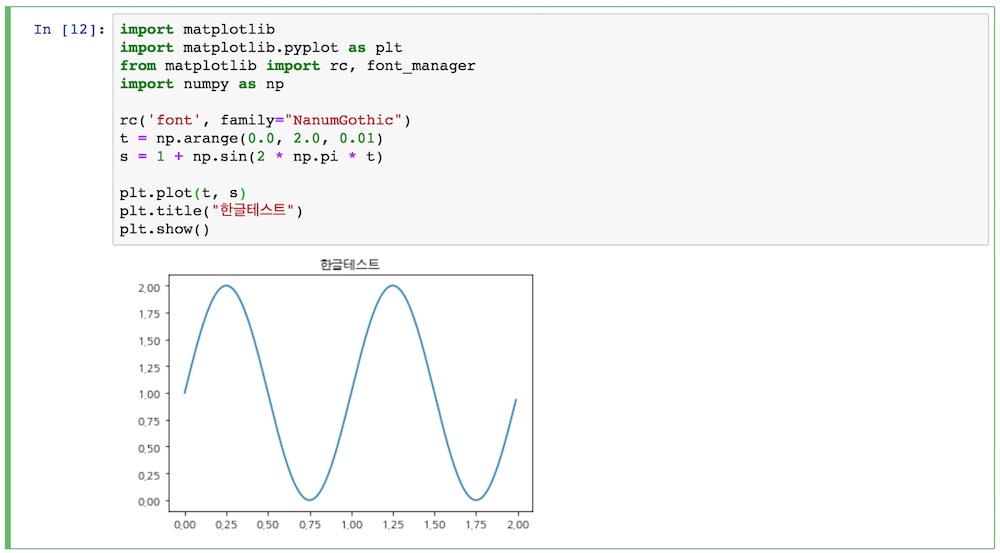 In [12]:
import matplotlib
import matplotlib.pyplot as plt
from matplotlib import rc, font_manager
import numpy as np
rc('font', family="NanumGothic")
t = np.arange(0.0, 2.0, 0.01)
s = 1 + np.sin(2 * np.pi * t)
plt.plot(t, s)
plt.title("한글테스트")
plt.show()
한글테스트
2,00
1,75
1,50
1,25
1,00
0,75
0,50
0,25
0,00
0,00 0,25 0,50 0,75 1,00 1,25 1,50 1,75 2,00